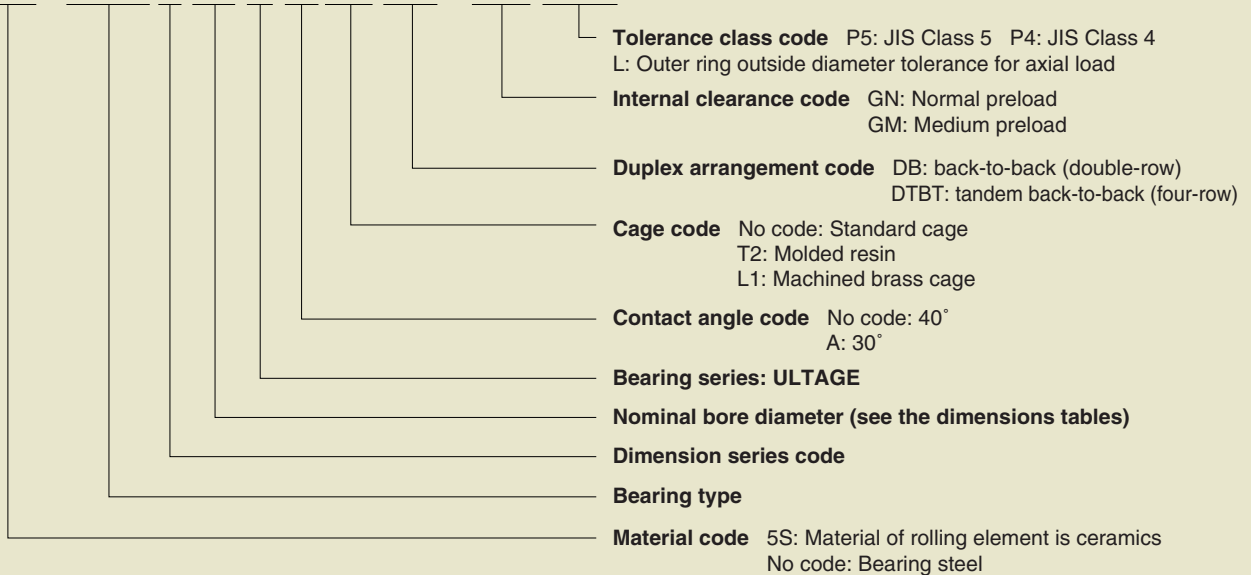 Tolerance class code P5: JIS Class 5 P4: JIS Class 4
L: Outer ring outside diameter tolerance for axial load
Internal clearance code GN: Normal preload
GM: Medium preload
Duplex arrangement code DB: back-to-back (double-row)
DTBT: tandem back-to-back (four-row)
Cage code No code: Standard cage
T2: Molded resin
L1: Machined brass cage
Contact angle code No code: 40˚
A: 30˚
Bearing series: ULTAGE
Nominal bore diameter (see the dimensions tables)
Dimension series code
Bearing type
Material code 5S: Material of rolling element is ceramics
No code: Bearing steel